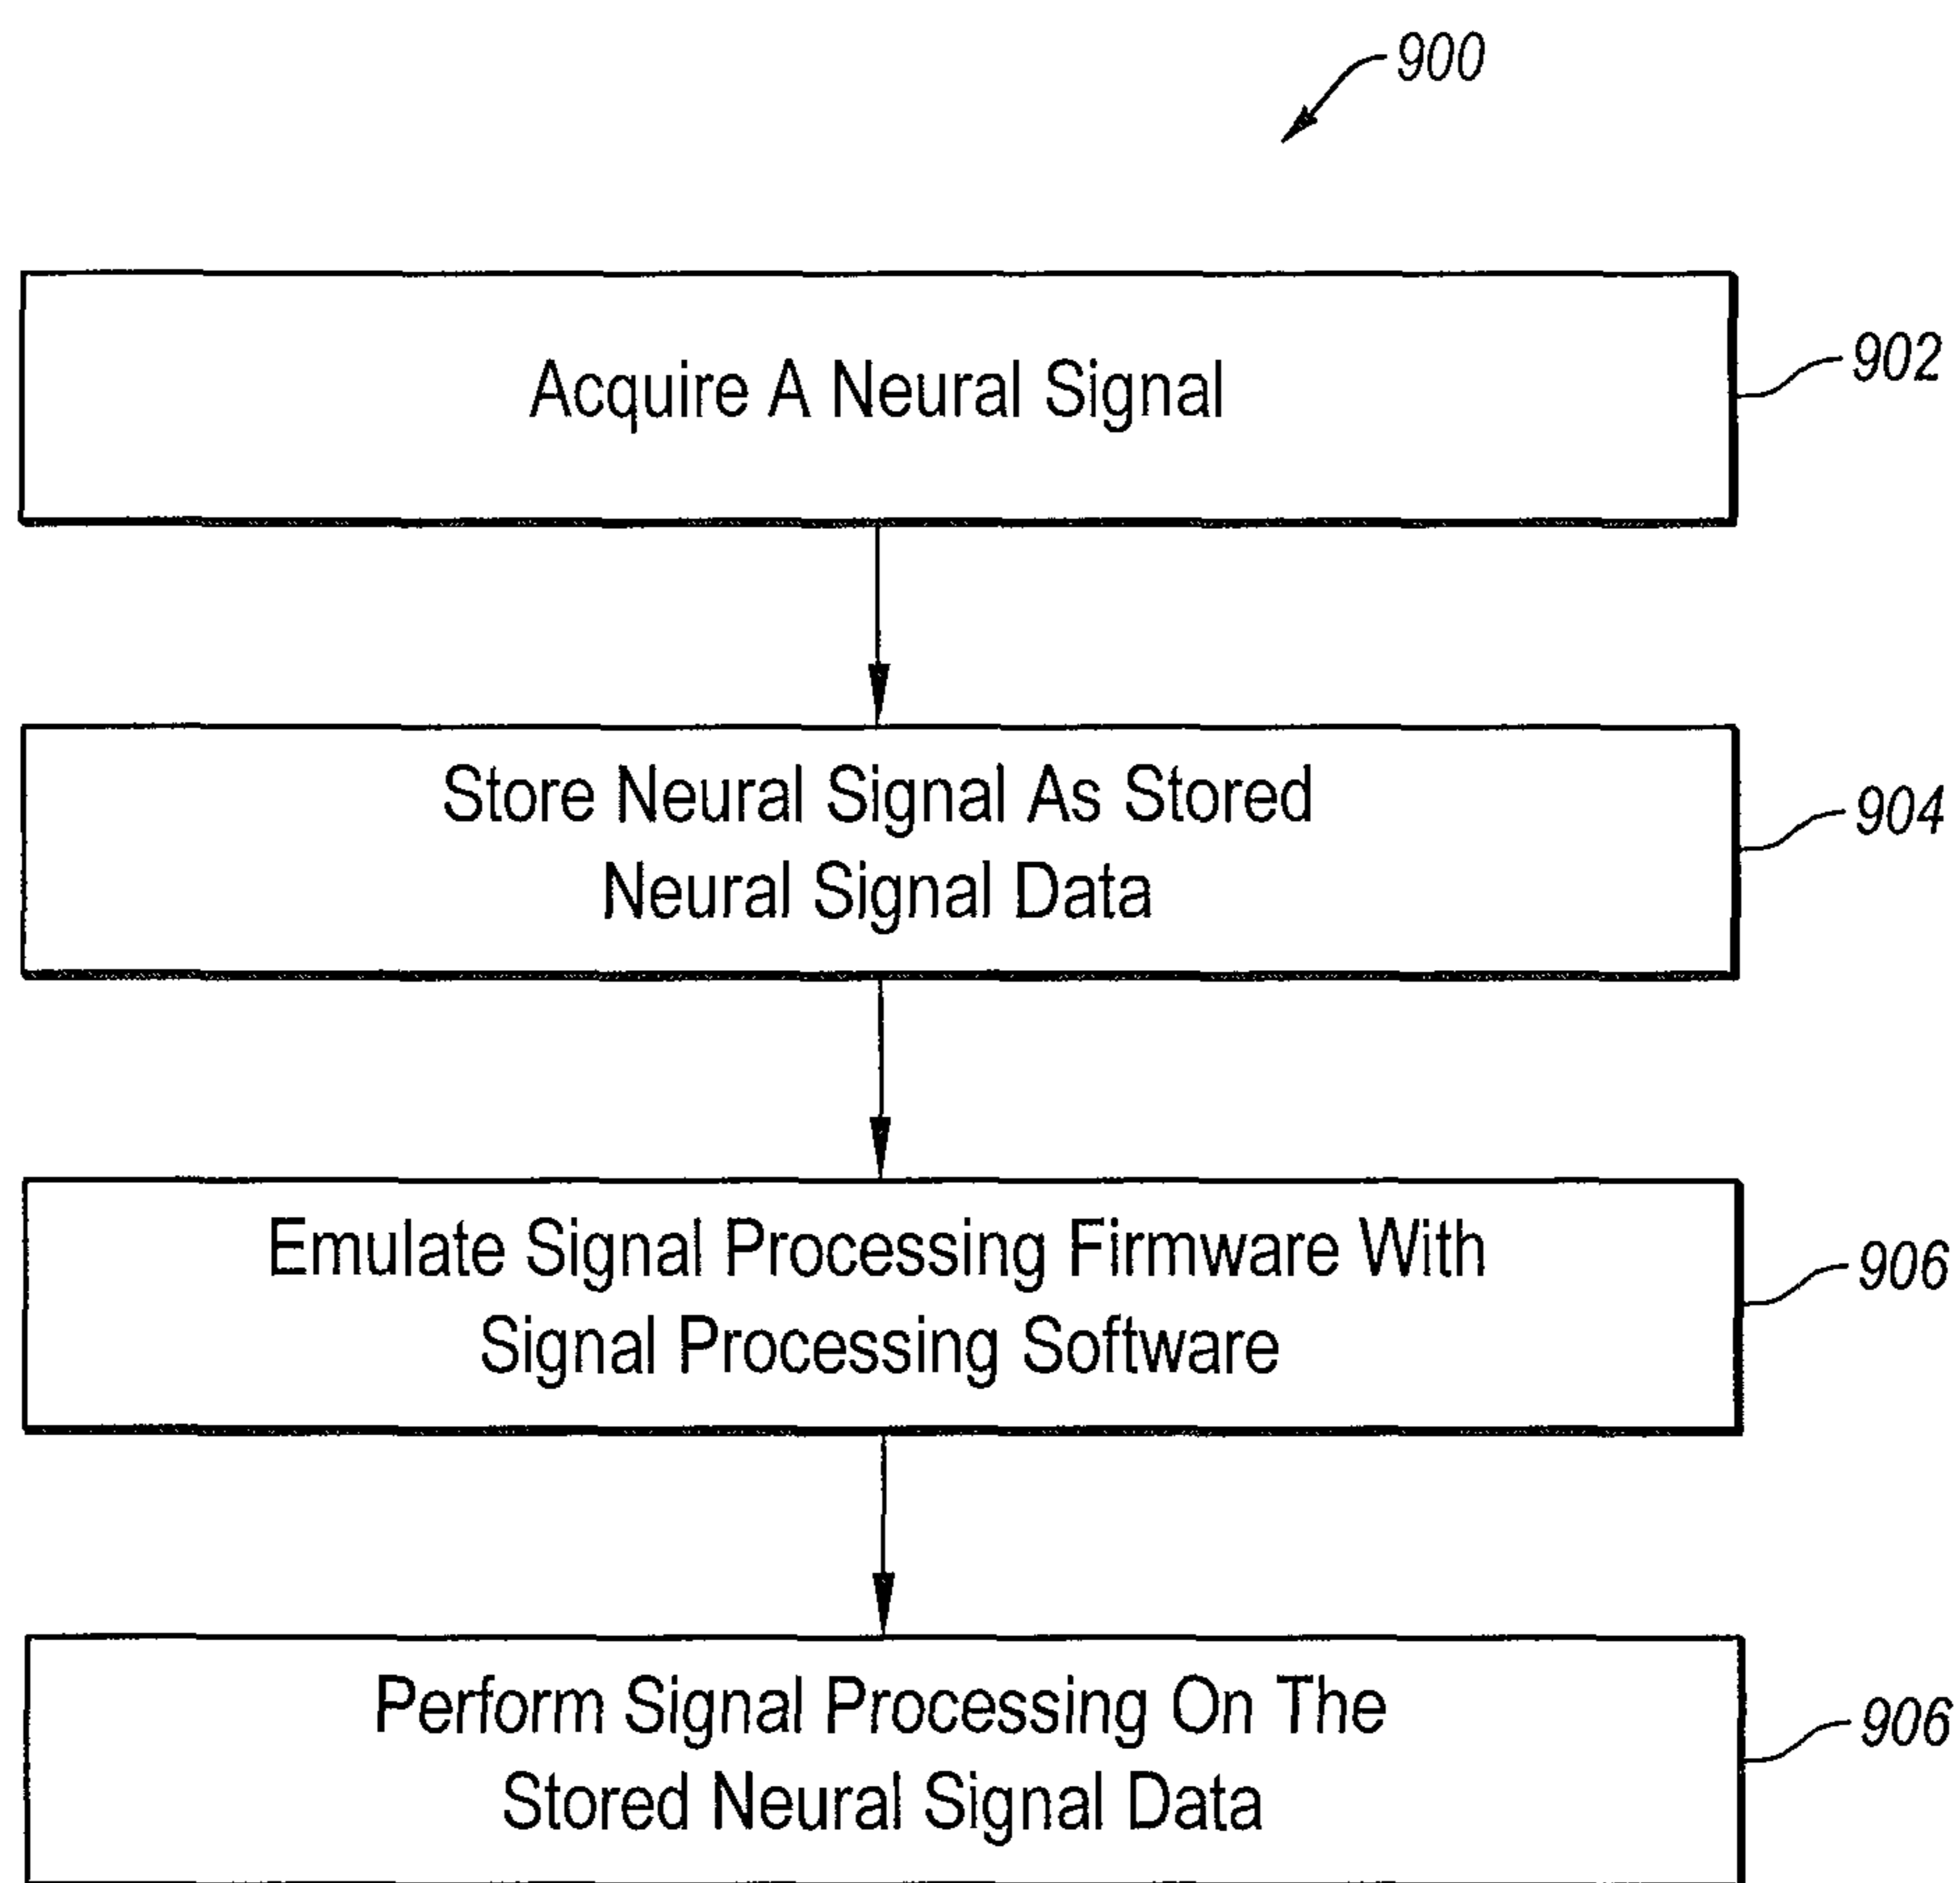 900
Acquire A Neural Signal
902
Store Neural Signal As Stored
Neural Signal Data
904
Emulate Signal Processing Firmware With
Signal Processing Software
906
Perform Signal Processing On The
Stored Neural Signal Data
906